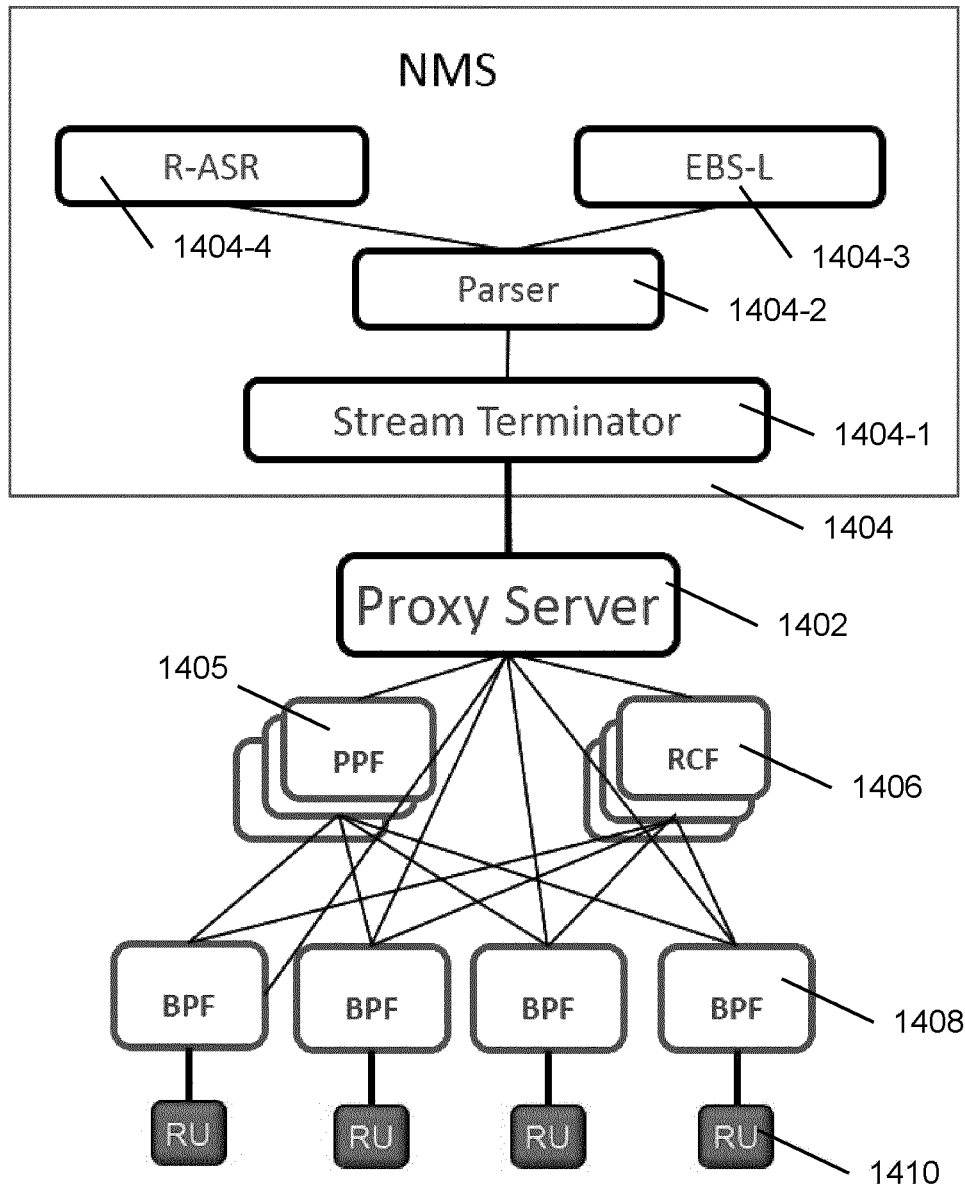 NMS
R-ASR
EBS-L
1404-4
1404-3
Parser
1404-2
Stream Terminator
1404-1
1404
Proxy Server
1402
1405
PPF
RCF
1406
BPF
BPF
BPF
BPF
1408
RU
RU
RU
RU
1410